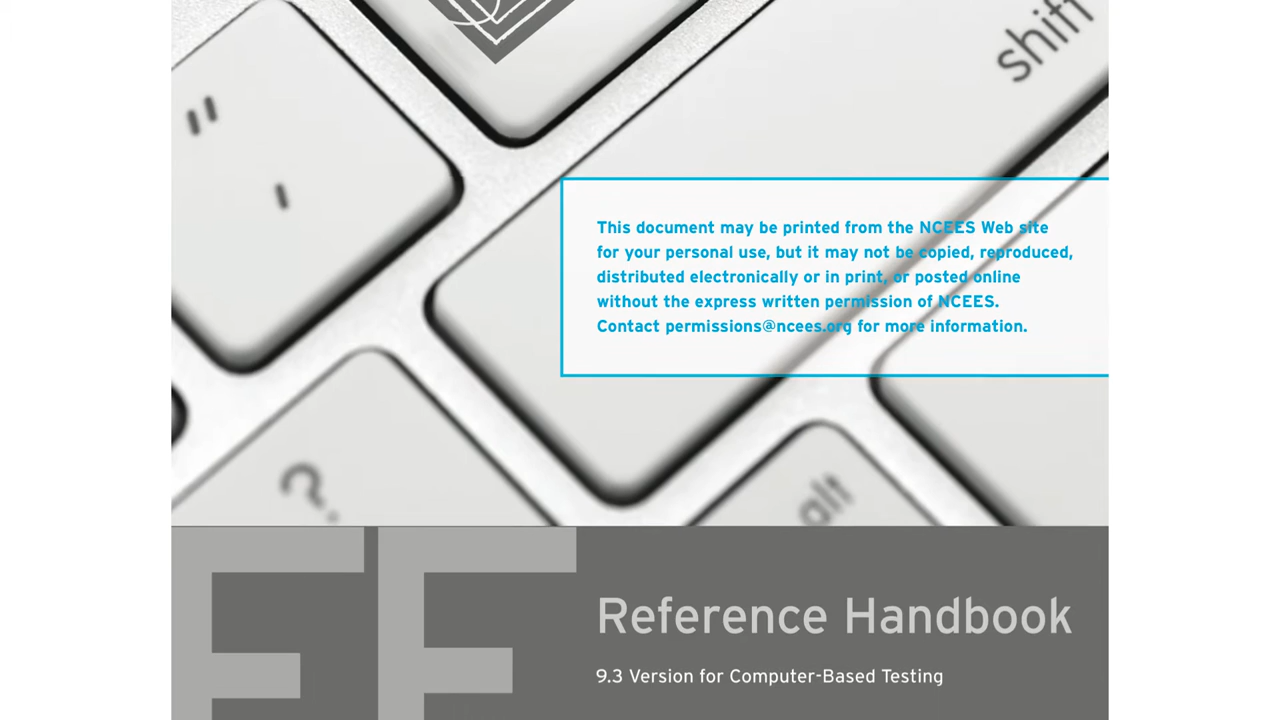 shift
"
'
This document may be printed from the NCEES Web site
for your personal use, but it may not be copied, reproduced,
distributed electronically or in print, or posted online
without the express written permission of NCEES.
Contact permissions@ncees.org for more information.
?
alt
FE
Reference Handbook
9.3 Version for Computer-Based Testing